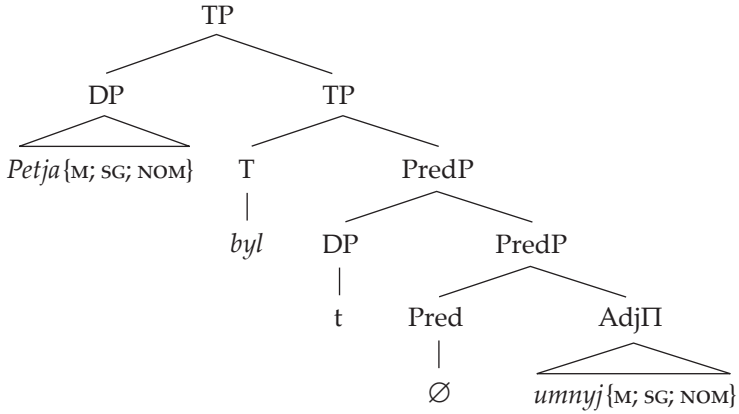 TP
DP TP
Petja{M; SG; NOM} T PredP
byl DP PredP
t Pred AdjΠ
∅ umnyj{M; SG; NOM}